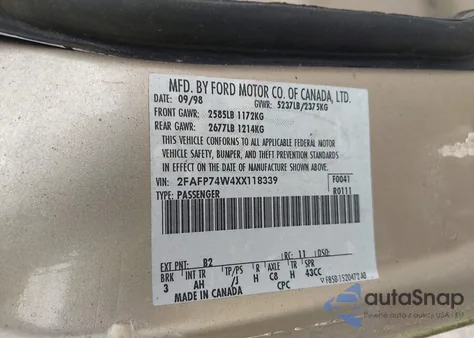 MFD. BY FORD MOTOR CO. OF CANADA, LTD.
DATE: 09/98 GVWR: 5237LB/2375KG
FRONT GAWR: 2585LB 1172KG
REAR GAWR: 2677LB 1214KG
THIS VEHICLE CONFORMS TO ALL APPLICABLE FEDERAL MOTOR
VEHICLE SAFETY, BUMPER, AND THEFT PREVENTION STANDARDS
IN EFFECT ON THE DATE OF MANUFACTURE SHOWN ABOVE.
VIN: 2FAFP74W4XX118339 F0041
TYPE: PASSENGER R0111
EXT PNT: B2 RC: 11 DSO:
BRK INT TR TP/PS R AXLE TR SPR
3 AH /J H C8 H 43CC
MADE IN CANADA CPC
autoSnap